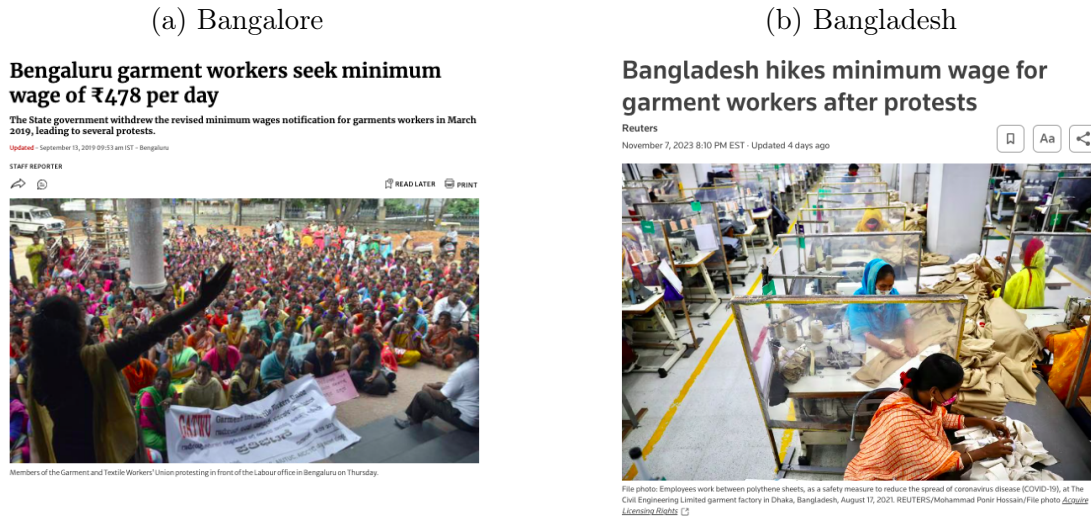 (a) Bangalore
Bengaluru garment workers seek minimum
wage of ₹478 per day
The State government withdrew the revised minimum wages notification for garments workers in March
2019, leading to several protests.
Updated - September 13, 2019 09:53 am IST - Bengaluru
STAFF REPORTER
READ LATER PRINT
GATWU Garment
Members of the Garment and Textile Workers' Union protesting in front of the Labour office in Bengaluru on Thursday.
(b) Bangladesh
Bangladesh hikes minimum wage for
garment workers after protests
Reuters
November 7, 2023 8:10 PM EST · Updated 4 days ago
Aa
File photo: Employees work between polythene sheets, as a safety measure to reduce the spread of coronavirus disease (COVID-19), at The
Civil Engineering Limited garment factory in Dhaka, Bangladesh, August 17, 2021. REUTERS/Mohammad Ponir Hossain/File photo Acquire
Licensing Rights